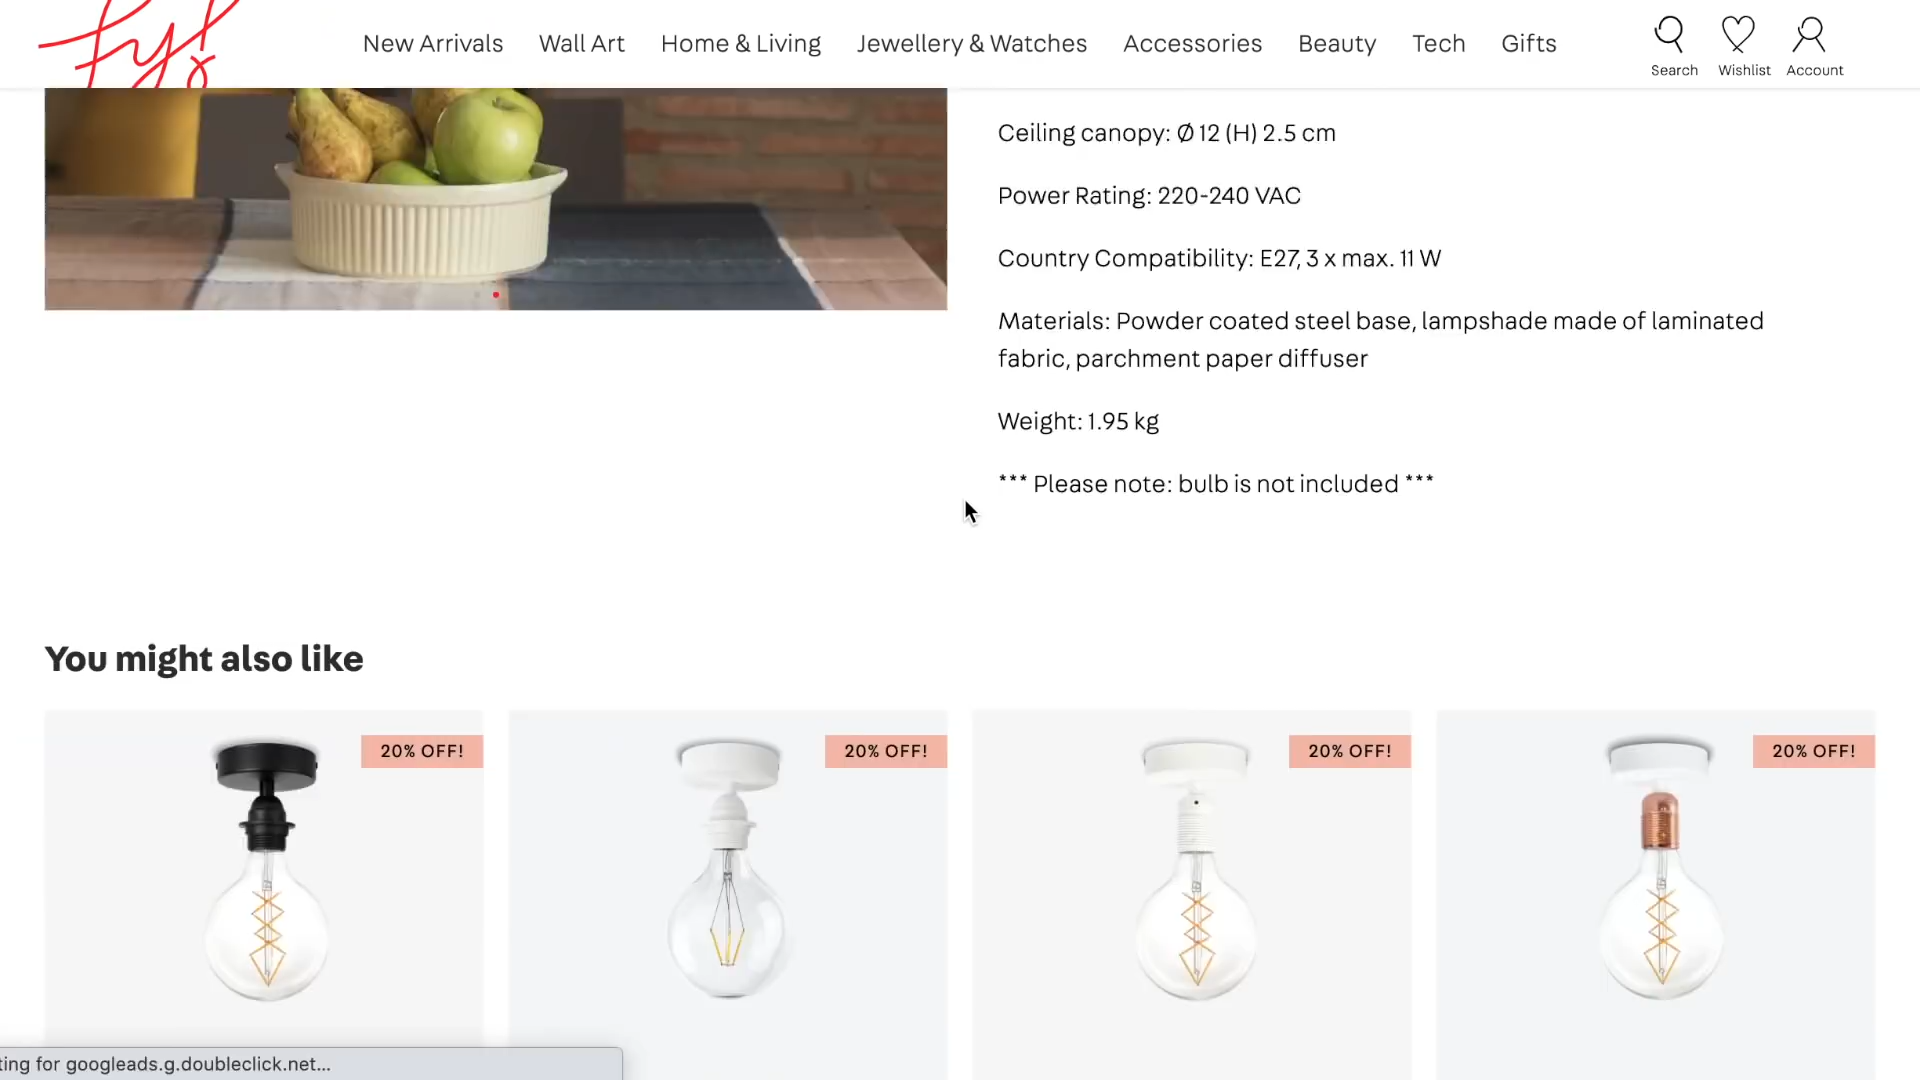 fy!
New Arrivals Wall Art Home & Living Jewellery & Watches Accessories Beauty Tech Gifts
Search Wishlist Account
Ceiling canopy: Ø 12 (H) 2.5 cm
Power Rating: 220-240 VAC
Country Compatibility: E27, 3 x max. 11 W
Materials: Powder coated steel base, lampshade made of laminated
fabric, parchment paper diffuser
Weight: 1.95 kg
*** Please note: bulb is not included ***
You might also like
20% OFF! 20% OFF! 20% OFF! 20% OFF!
ting for googleads.g.doubleclick.net...